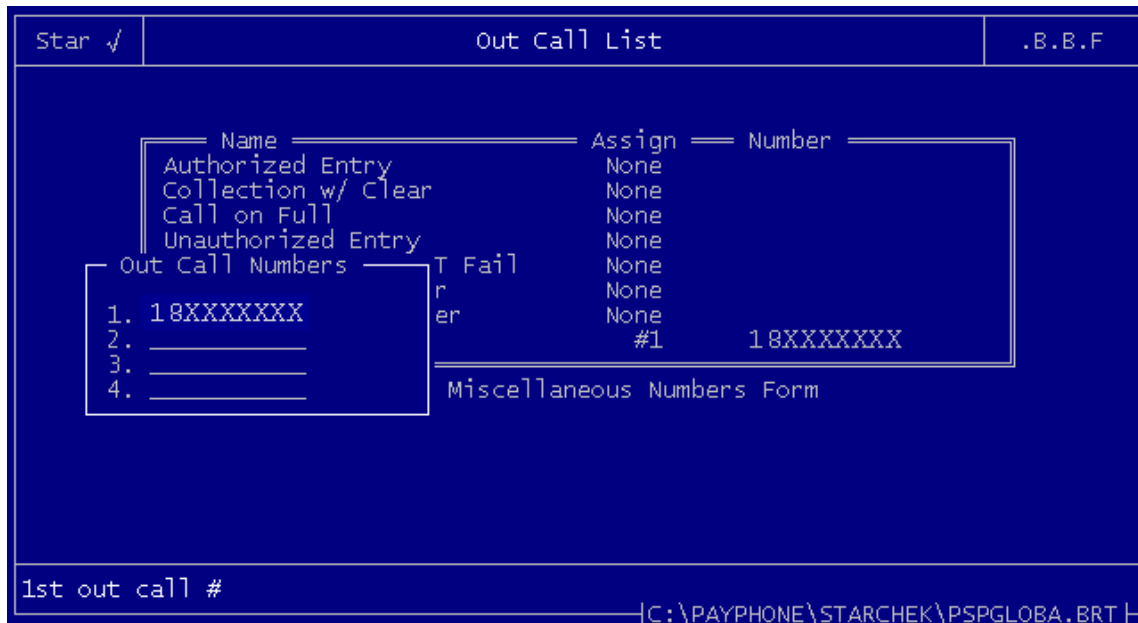 Star √ Out Call List .B.B.F
Name Assign Number
Authorized Entry None
Collection w/ Clear None
Call on Full None
Unauthorized Entry None
Out Call Numbers T Fail None
r None
1. 18XXXXXXX er None
2. #1 18XXXXXXX
3.
4. Miscellaneous Numbers Form
1st out call #
C:\PAYPHONE\STARCHEK\PSPGLOBA.BRT